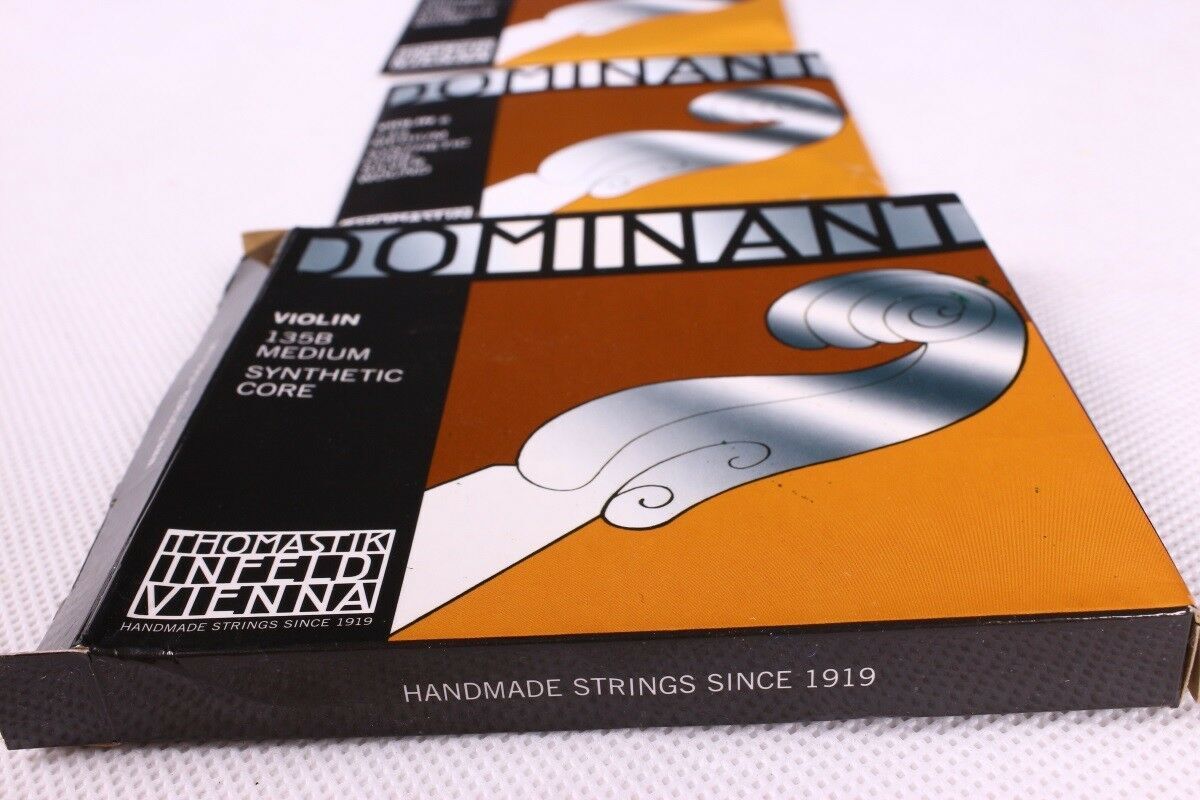 DOMINANT
DOMINANT
VIOLIN
135B
MEDIUM
SYNTHETIC
CORE
THOMASTIK
INFELD
VIENNA
HANDMADE STRINGS SINCE 1919
HANDMADE STRINGS SINCE 1919